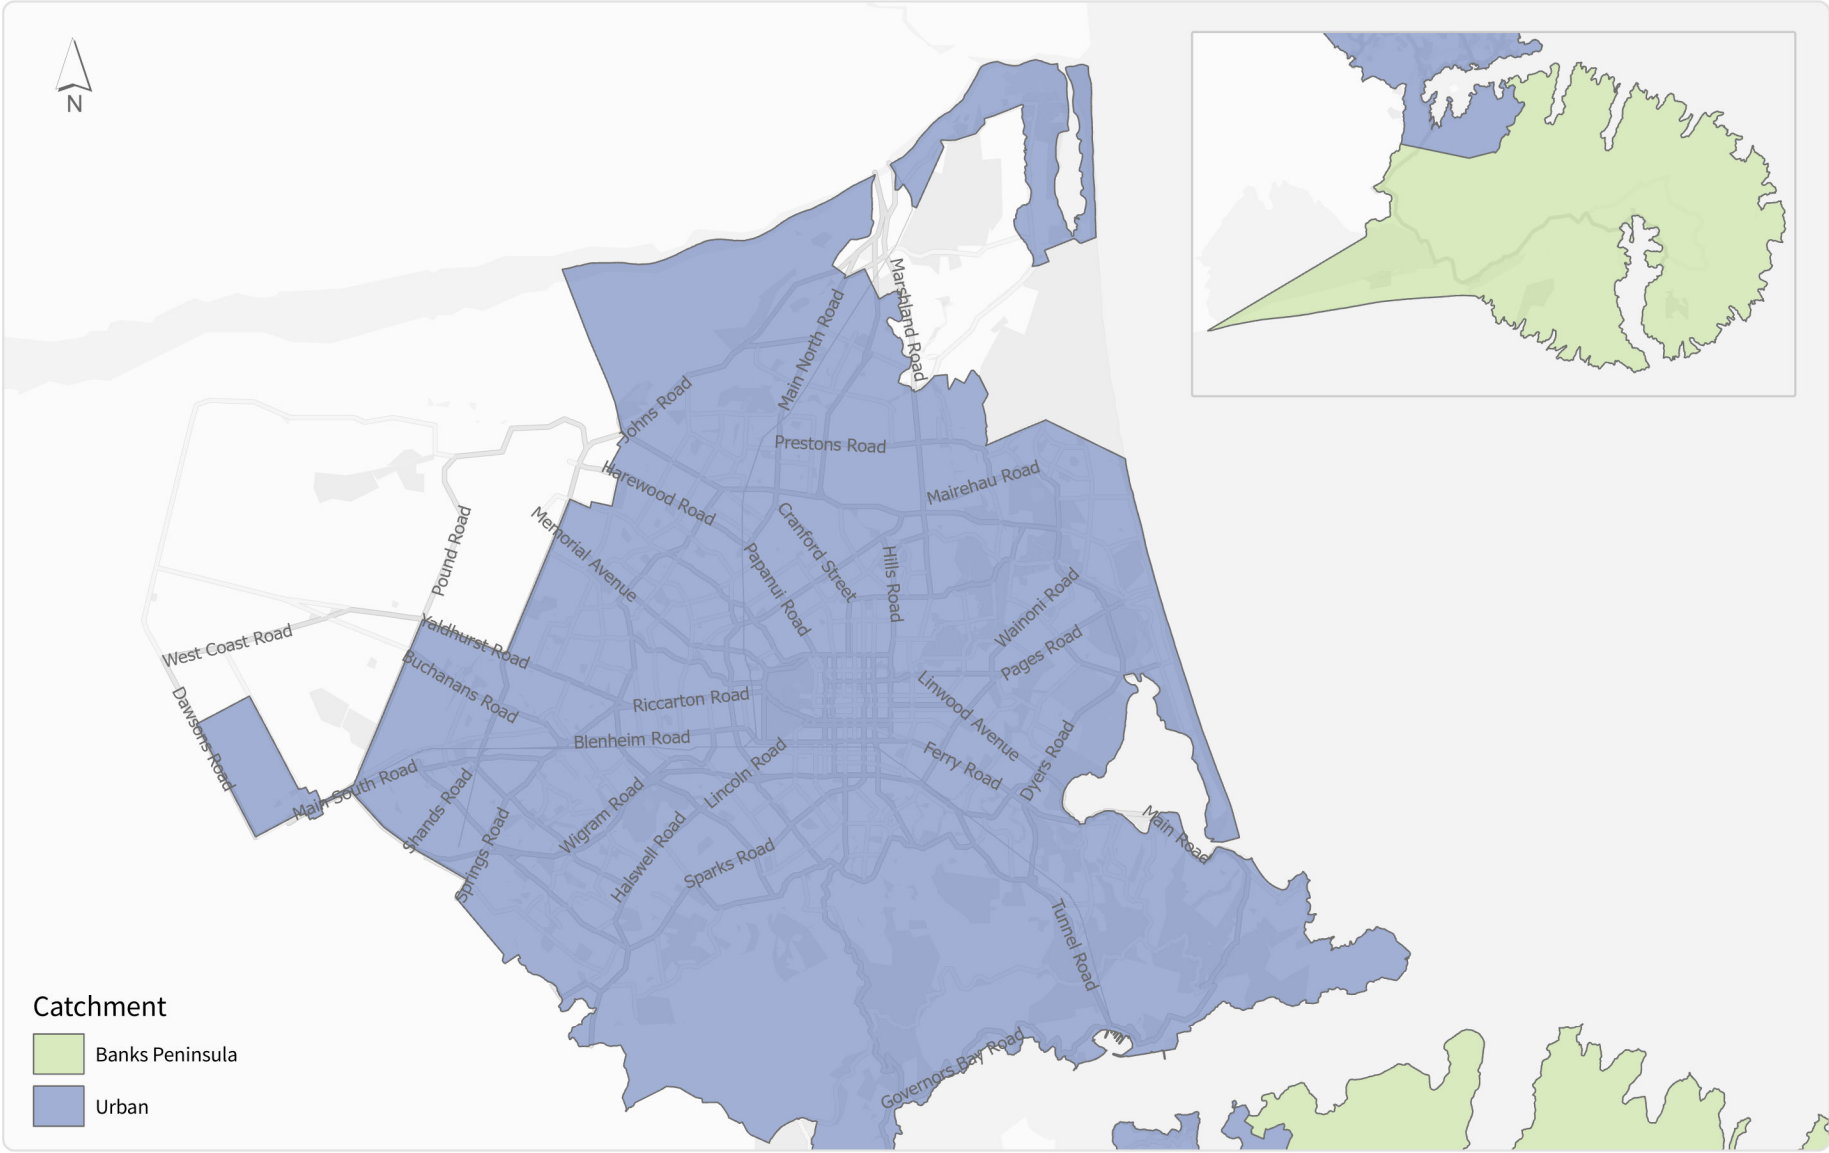 N
Marshland Road
Main North Road
Johns Road
Prestons Road
Harewood Road
Mairehau Road
Memorial Avenue
Cranford Street
Pound Road
Papanui Road
Hills Road
Wainoni Road
Yaldhurst Road
West Coast Road
Pages Road
Buchanans Road
Dawsons Road
Riccarton Road
Linwood Avenue
Blenheim Road
Ferry Road
Dyers Road
Lincoln Road
Main South Road
Shands Road
Wigram Road
Springs Road
Halswell Road
Sparks Road
Main Road
Tunnel Road
Governors Bay Road
Catchment
Banks Peninsula
Urban